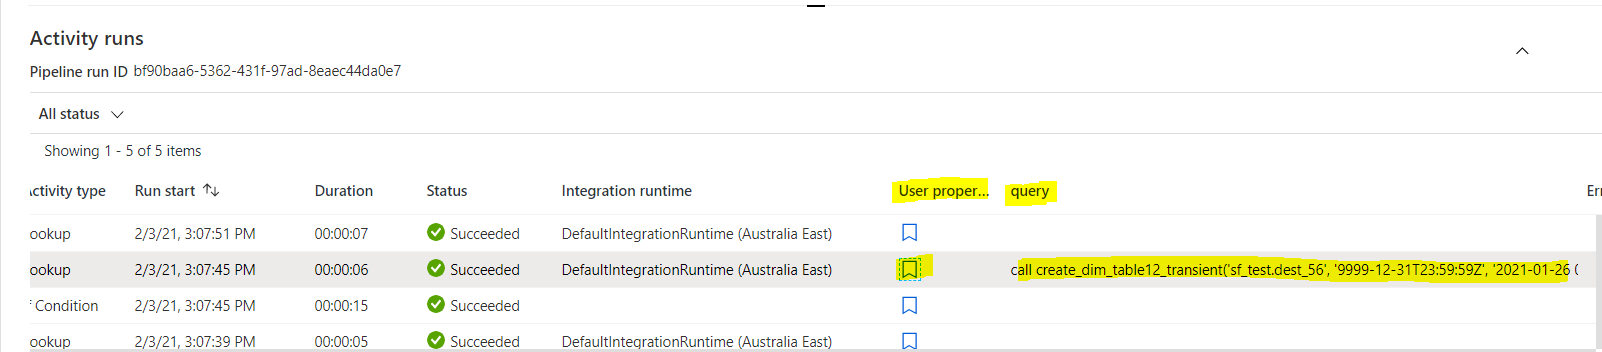 Activity runs
Pipeline run ID bf90baa6-5362-431f-97ad-8eaec44da0e7
All status
Showing 1 - 5 of 5 items
ctivity type Run start Duration Status Integration runtime User proper... query Err
ookup 2/3/21, 3:07:51 PM 00:00:07 Succeeded DefaultIntegrationRuntime (Australia East)
ookup 2/3/21, 3:07:45 PM 00:00:06 Succeeded DefaultIntegrationRuntime (Australia East) call create_dim_table12_transient('sf_test.dest_56', '9999-12-31T23:59:59Z', '2021-01-26 0
f Condition 2/3/21, 3:07:45 PM 00:00:15 Succeeded
ookup 2/3/21, 3:07:39 PM 00:00:05 Succeeded DefaultIntegrationRuntime (Australia East)